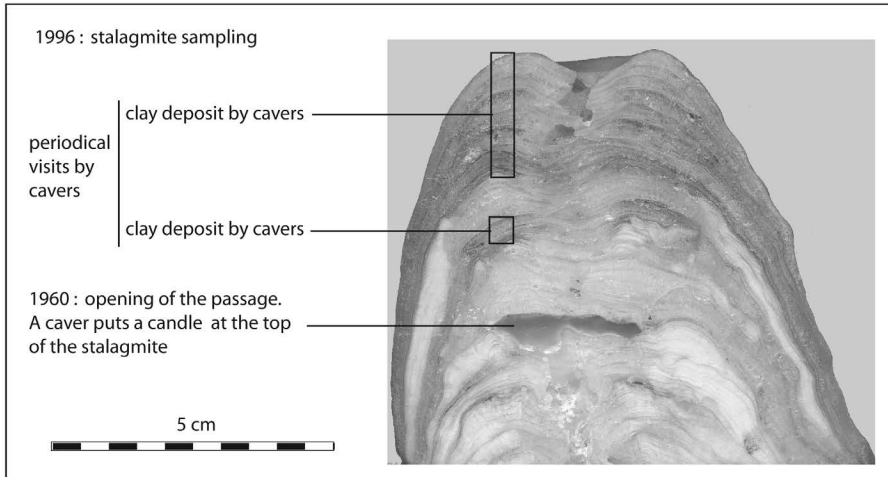 1996 : stalagmite sampling
clay deposit by cavers
periodical
visits by
cavers
clay deposit by cavers
1960 : opening of the passage.
A caver puts a candle at the top
of the stalagmite
5 cm